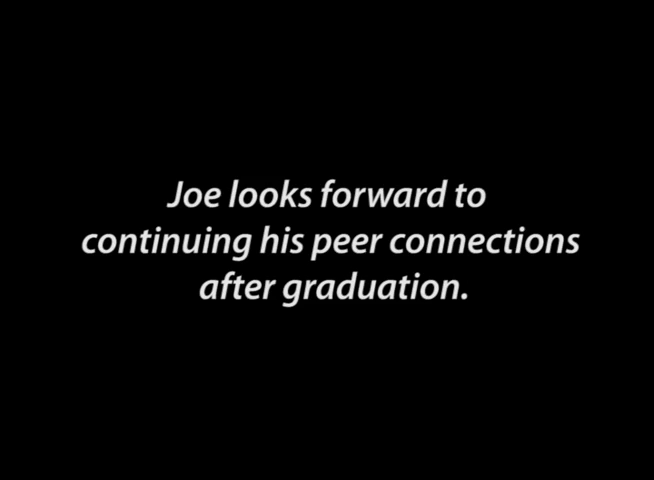 Joe looks forward to
continuing his peer connections
after graduation.